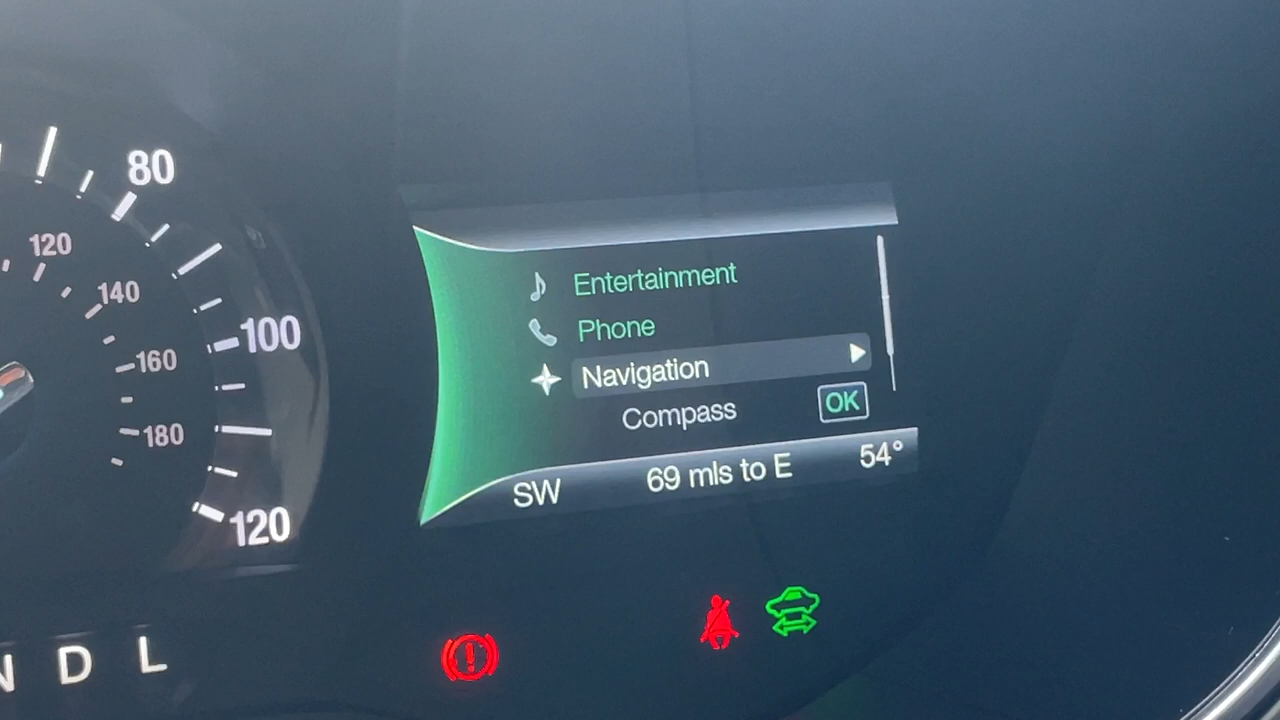 80
120
140
100
160
180
120
Entertainment
Phone
Navigation
Compass OK
SW 69 mls to E 54°
N D L